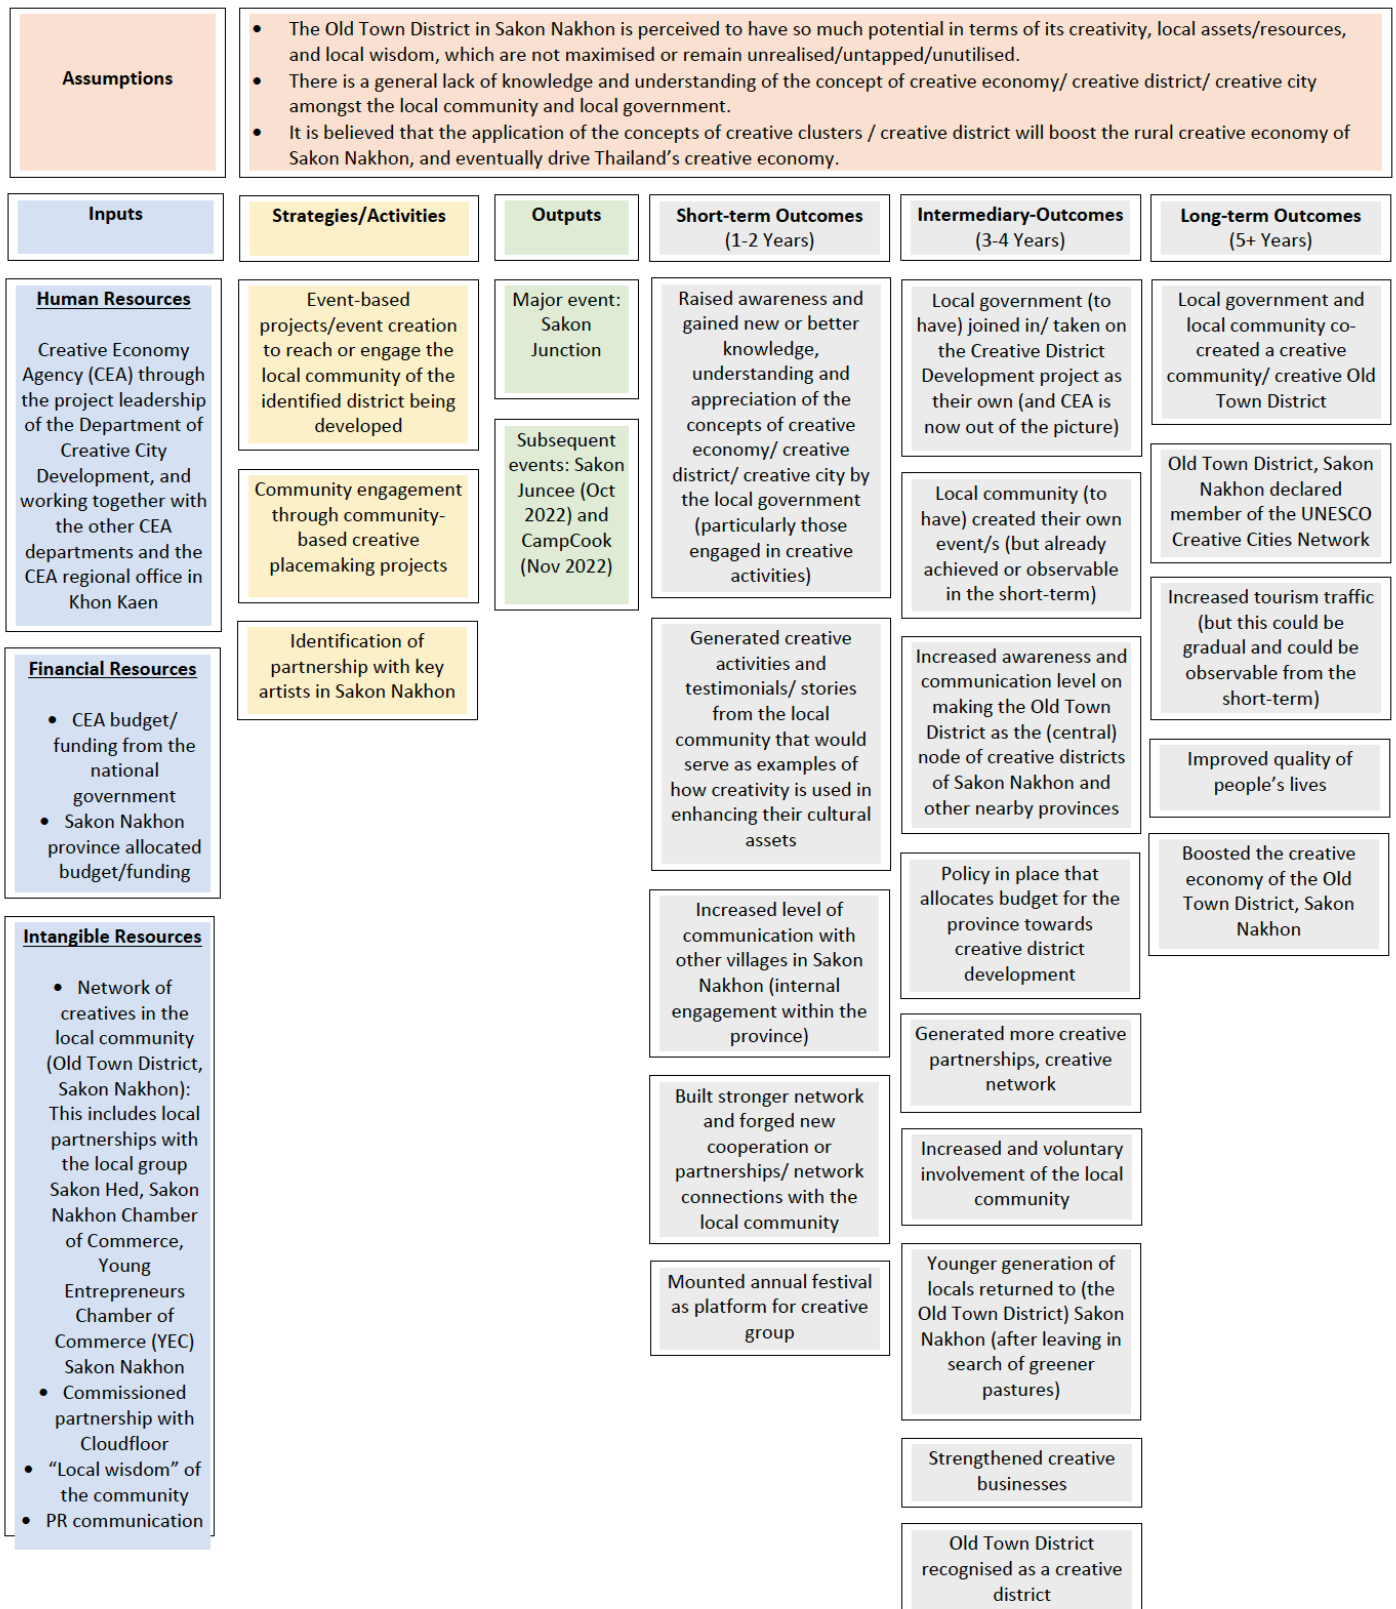 Assumptions
• The Old Town District in Sakon Nakhon is perceived to have so much potential in terms of its creativity, local assets/resources,
and local wisdom, which are not maximised or remain unrealised/untapped/unutilised.
• There is a general lack of knowledge and understanding of the concept of creative economy/ creative district/ creative city
amongst the local community and local government.
• It is believed that the application of the concepts of creative clusters / creative district will boost the rural creative economy of
Sakon Nakhon, and eventually drive Thailand's creative economy.
Inputs
Human Resources
Creative Economy
Agency (CEA) through
the project leadership
of the Department of
Creative City
Development, and
working together with
the other CEA
departments and the
CEA regional office in
Khon Kaen
Financial Resources
• CEA budget/
funding from the
national
government
• Sakon Nakhon
province allocated
budget/funding
Intangible Resources
• Network of
creatives in the
local community
(Old Town District,
Sakon Nakhon):
This includes local
partnerships with
the local group
Sakon Hed, Sakon
Nakhon Chamber
of Commerce,
Young
Entrepreneurs
Chamber of
Commerce (YEC)
Sakon Nakhon
• Commissioned
partnership with
Cloudfloor
• “Local wisdom” of
the community
• PR communication
Strategies/Activities
Event-based
projects/event creation
to reach or engage the
local community of the
identified district being
developed
Community engagement
through community-
based creative
placemaking projects
Identification of
partnership with key
artists in Sakon Nakhon
Outputs
Major event:
Sakon
Junction
Subsequent
events: Sakon
Juncee (Oct
2022) and
CampCook
(Nov 2022)
Short-term Outcomes
(1-2 Years)
Raised awareness and
gained new or better
knowledge,
understanding and
appreciation of the
concepts of creative
economy/ creative
district/ creative city by
the local government
(particularly those
engaged in creative
activities)
Generated creative
activities and
testimonials/ stories
from the local
community that would
serve as examples of
how creativity is used in
enhancing their cultural
assets
Increased level of
communication with
other villages in Sakon
Nakhon (internal
engagement within the
province)
Built stronger network
and forged new
cooperation or
partnerships/ network
connections with the
local community
Mounted annual festival
as platform for creative
group
Intermediary-Outcomes
(3-4 Years)
Local government (to
have) joined in/ taken on
the Creative District
Development project as
their own (and CEA is
now out of the picture)
Local community (to
have) created their own
event/s (but already
achieved or observable
in the short-term)
Increased awareness and
communication level on
making the Old Town
District as the (central)
node of creative districts
of Sakon Nakhon and
other nearby provinces
Policy in place that
allocates budget for the
province towards
creative district
development
Generated more creative
partnerships, creative
network
Increased and voluntary
involvement of the local
community
Younger generation of
locals returned to (the
Old Town District) Sakon
Nakhon (after leaving in
search of greener
pastures)
Strengthened creative
businesses
Old Town District
recognised as a creative
district
Long-term Outcomes
(5+ Years)
Local government and
local community co-
created a creative
community/ creative Old
Town District
Old Town District, Sakon
Nakhon declared
member of the UNESCO
Creative Cities Network
Increased tourism traffic
(but this could be
gradual and could be
observable from the
short-term)
Improved quality of
people's lives
Boosted the creative
economy of the Old
Town District, Sakon
Nakhon